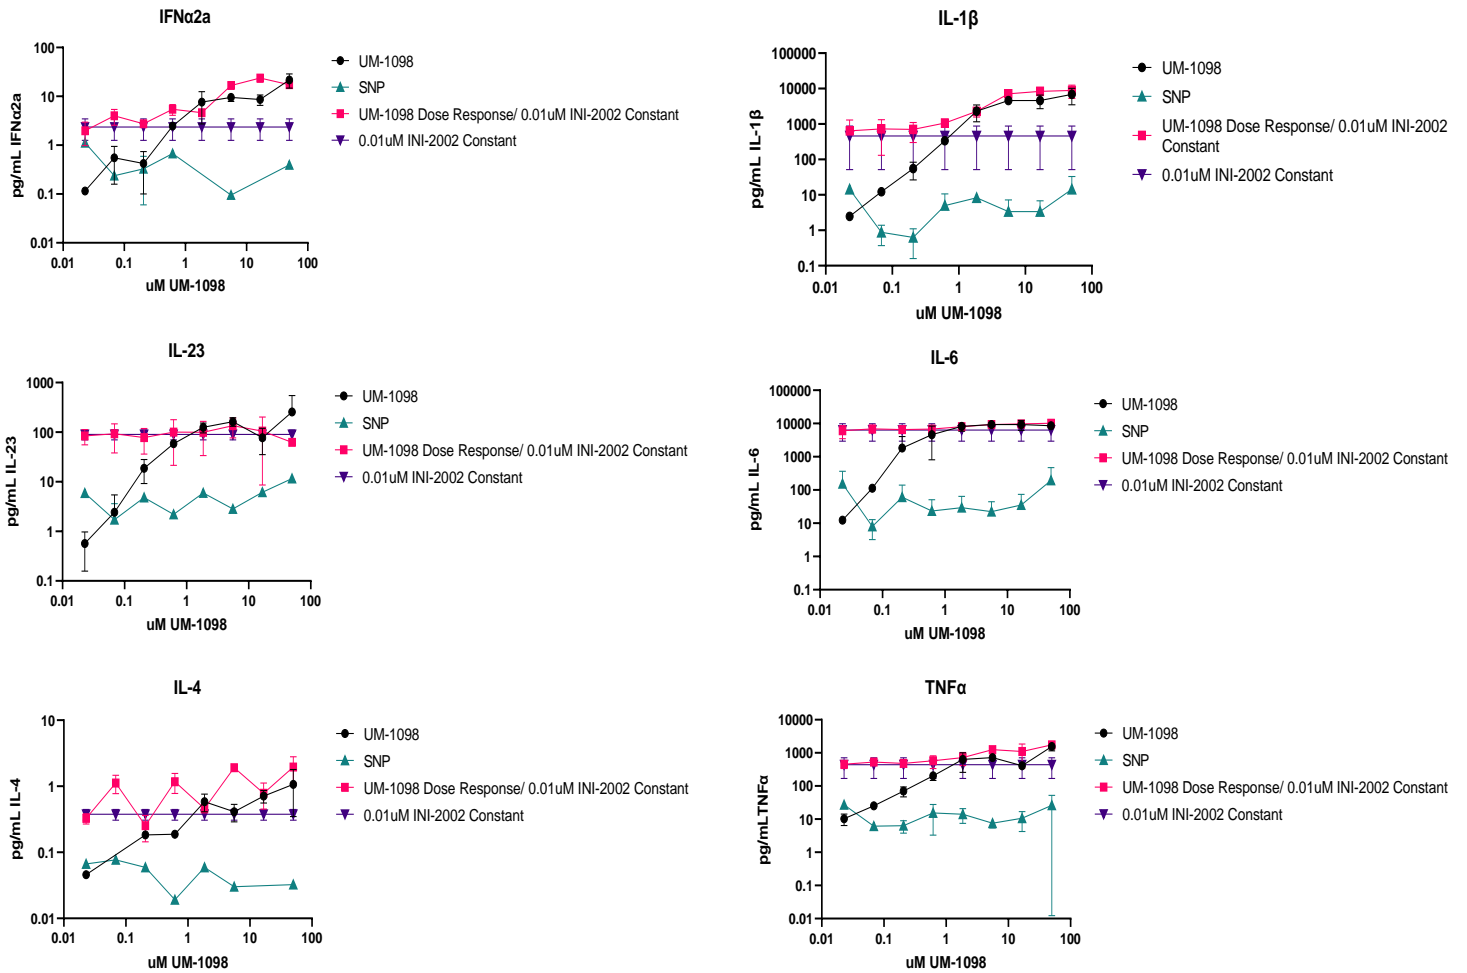 IFNα2a
pg/mL IFNα2a
100
10
1
0.1
0.01
0.01 0.1 1 10 100
uM UM-1098
UM-1098
SNP
UM-1098 Dose Response/ 0.01uM INI-2002 Constant
0.01uM INI-2002 Constant
IL-1β
pg/mL IL-1β
100000
10000
1000
100
10
1
0.1
0.01 0.1 1 10 100
uM UM-1098
UM-1098
SNP
UM-1098 Dose Response/ 0.01uM INI-2002
Constant
0.01uM INI-2002 Constant
IL-23
pg/mL IL-23
1000
100
10
1
0.1
0.01 0.1 1 10 100
uM UM-1098
UM-1098
SNP
UM-1098 Dose Response/ 0.01uM INI-2002 Constant
0.01uM INI-2002 Constant
IL-6
pg/mL IL-6
100000
10000
1000
100
10
1
0.1
0.01 0.1 1 10 100
uM UM-1098
UM-1098
SNP
UM-1098 Dose Response/ 0.01uM INI-2002 Constant
0.01uM INI-2002 Constant
IL-4
pg/mL IL-4
10
1
0.1
0.01
0.01 0.1 1 10 100
uM UM-1098
UM-1098
SNP
UM-1098 Dose Response/ 0.01uM INI-2002 Constant
0.01uM INI-2002 Constant
TNFα
pg/mLTNFα
10000
1000
100
10
1
0.1
0.01
0.01 0.1 1 10 100
uM UM-1098
UM-1098
SNP
UM-1098 Dose Response/ 0.01uM INI-2002 Constant
0.01uM INI-2002 Constant